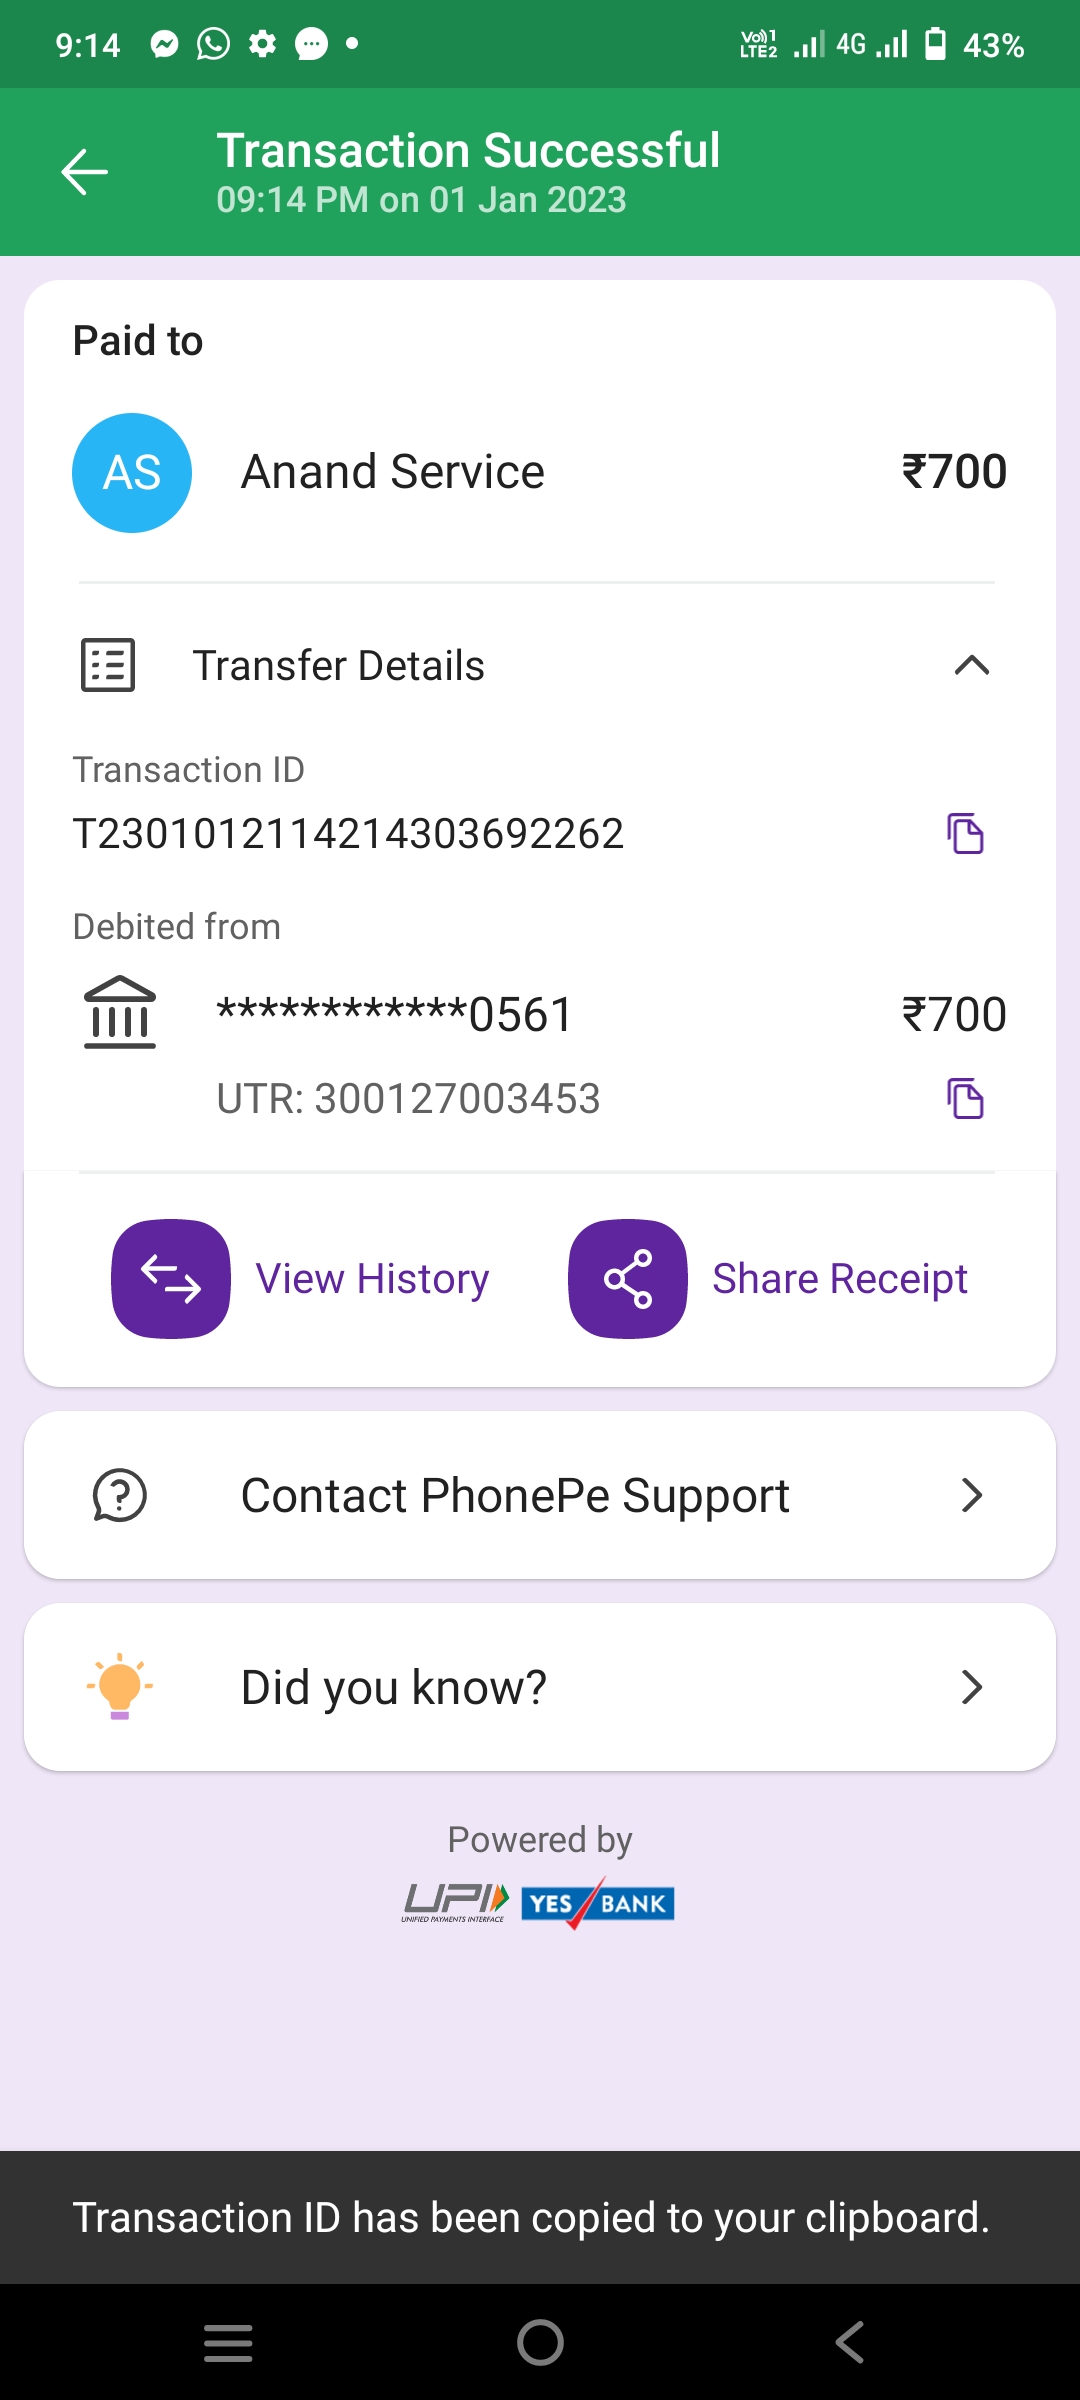 9:14
Vo)) 1
LTE2
4G
43%
Transaction Successful
09:14 PM on 01 Jan 2023
Paid to
AS
Anand Service
₹700
Transfer Details
Transaction ID
T2301012114214303692262
Debited from
************0561
₹700
UTR: 300127003453
View History
Share Receipt
Contact PhonePe Support
Did you know?
Powered by
UPI
UNIFIED PAYMENTS INTERFACE
YES BANK
Transaction ID has been copied to your clipboard.